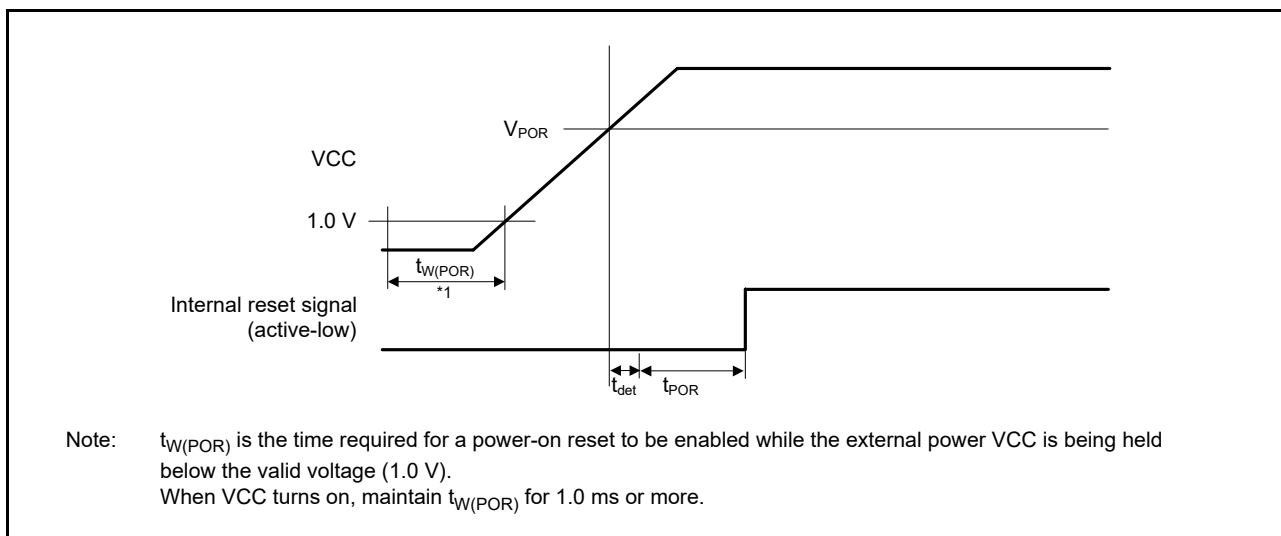 VPOR
VCC
1.0 V
tW(POR)
*1
Internal reset signal
(active-low)
tdet
tPOR
Note: tW(POR) is the time required for a power-on reset to be enabled while the external power VCC is being held
below the valid voltage (1.0 V).
When VCC turns on, maintain tW(POR) for 1.0 ms or more.